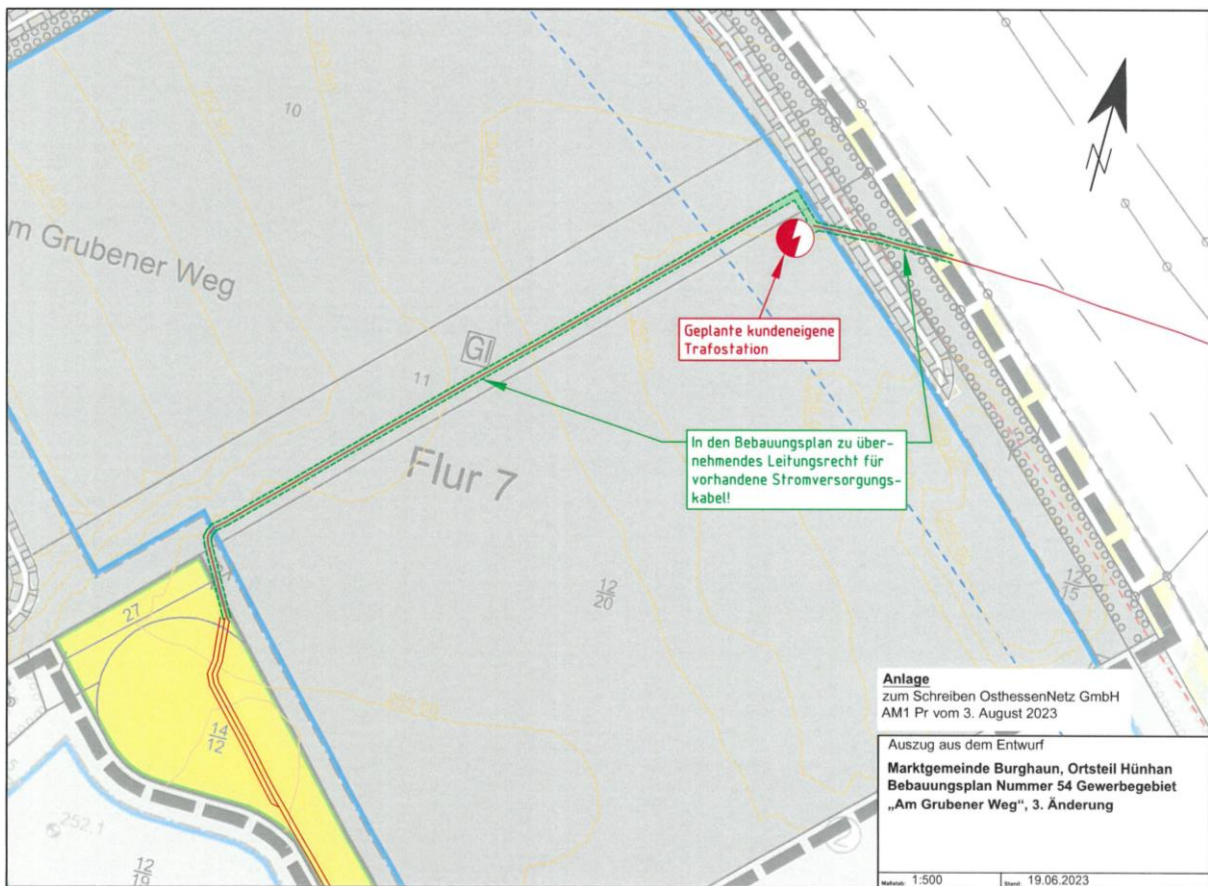 10
m Grubener Weg
GI
11
Geplante kundeneigene
Trafostation
In den Bebauungsplan zu über-
nehmendes Leitungsrecht für
vorhandene Stromversorgungs-
kabel!
Flur 7
12
20
12
15
27
14
12
252.1
12
19
2
Anlage
zum Schreiben OsthessenNetz GmbH
AM1 Pr vom 3. August 2023
Auszug aus dem Entwurf
Marktgemeinde Burghaun, Ortsteil Hünhan
Bebauungsplan Nummer 54 Gewerbegebiet
„Am Grubener Weg“, 3. Änderung
Maßstab: 1:500
Stand: 19.06.2023